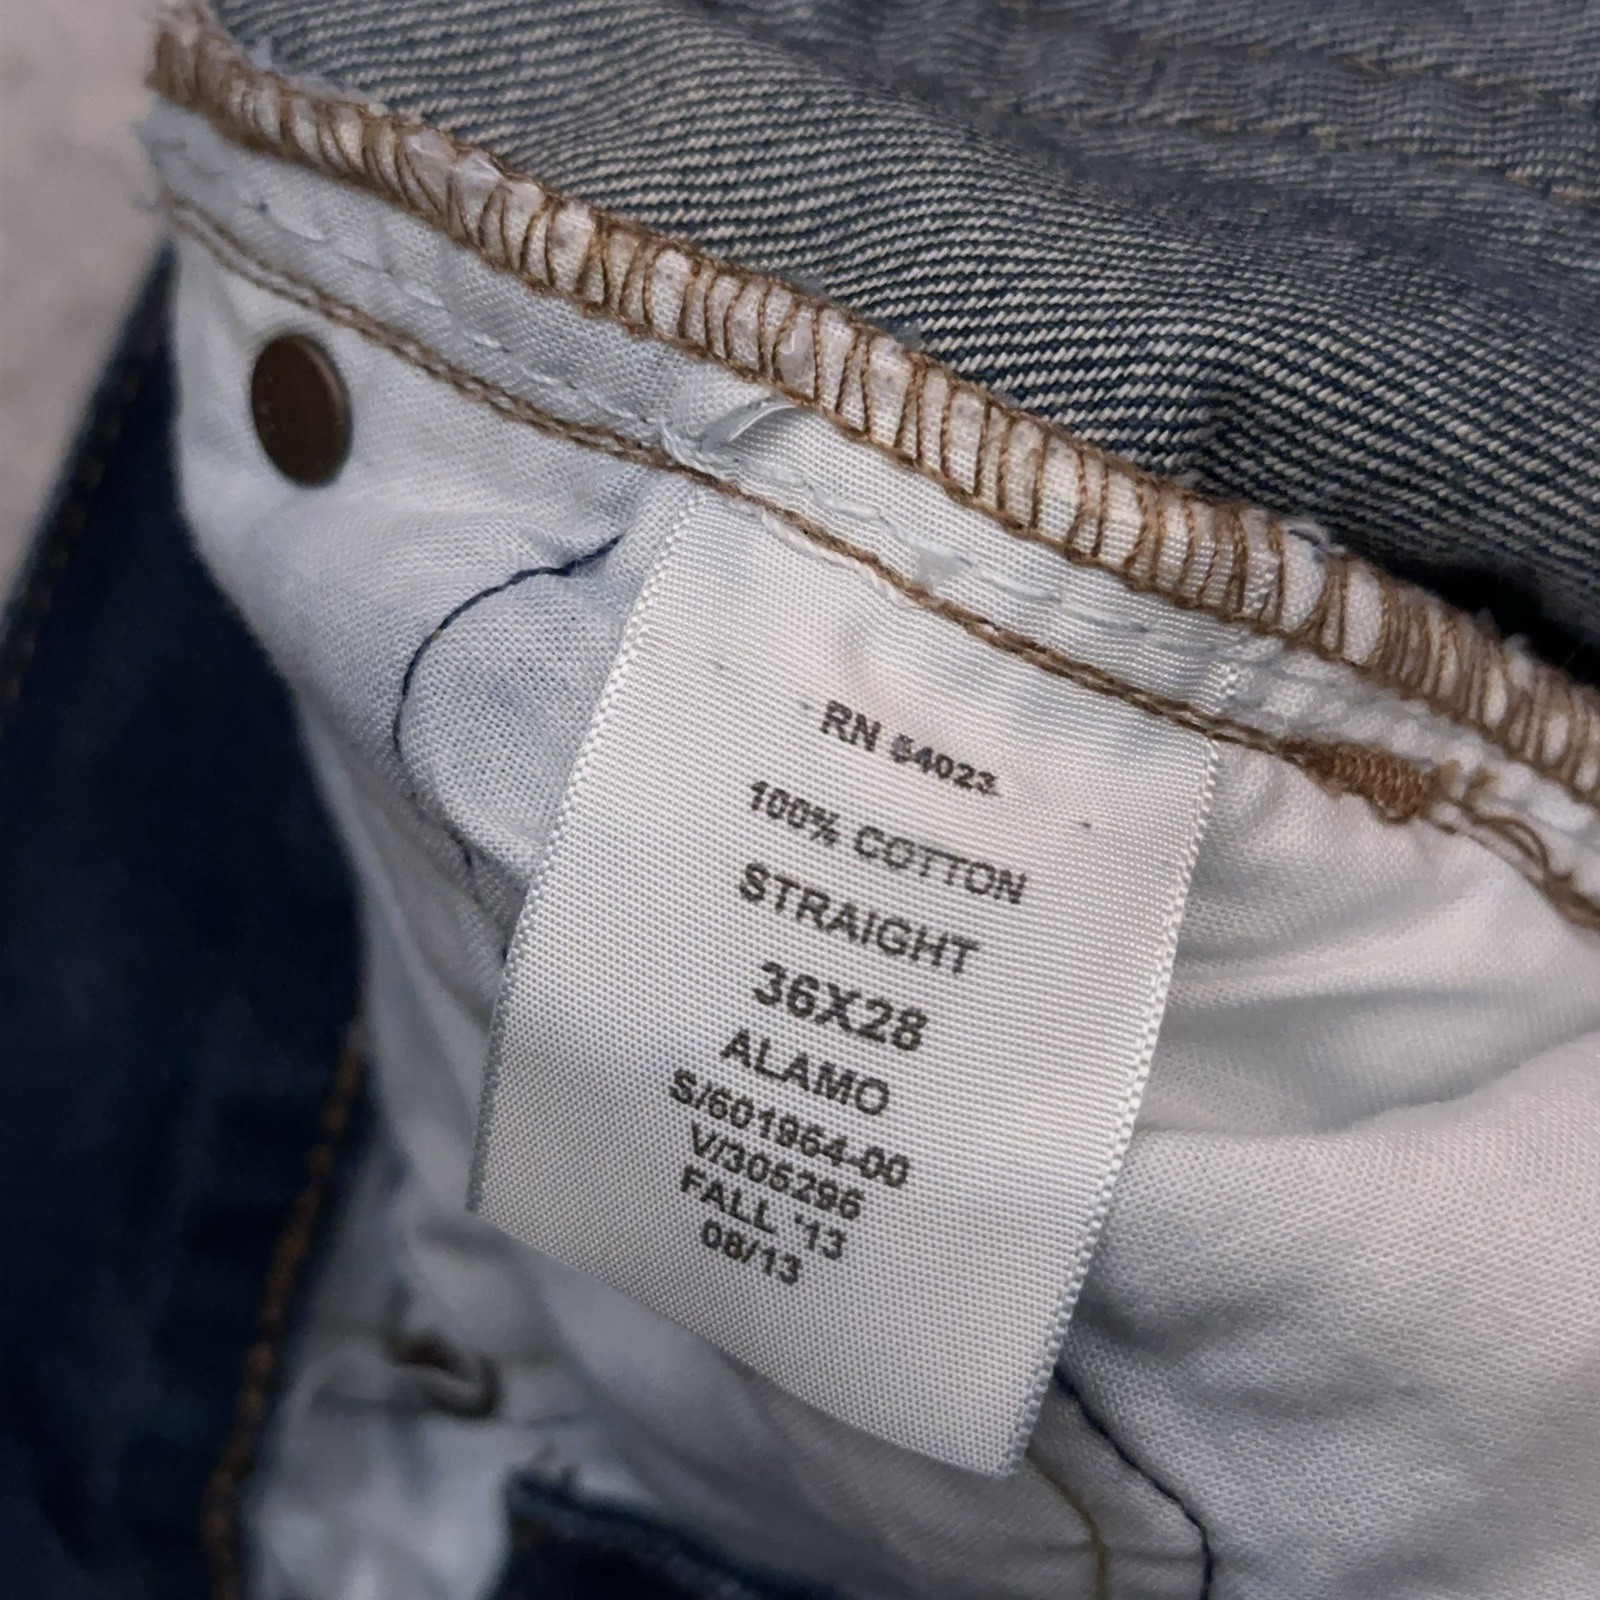 RN 54023
100% COTTON
STRAIGHT
36X28
ALAMO
S/601964-00
V/305296
FALL '13
08/13